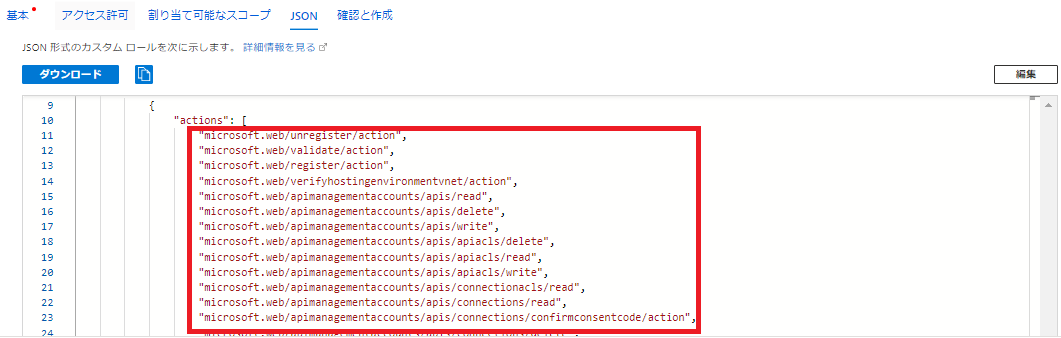 基本 アクセス許可 割り当て可能なスコープ JSON 確認と作成
JSON 形式のカスタム ロールを次に示します。 詳細情報を見る
ダウンロード 編集
9 {
10 "actions": [
11 "microsoft.web/unregister/action",
12 "microsoft.web/validate/action",
13 "microsoft.web/register/action",
14 "microsoft.web/verifyhostingenvironmentvnet/action",
15 "microsoft.web/apimanagementaccounts/apis/read",
16 "microsoft.web/apimanagementaccounts/apis/delete",
17 "microsoft.web/apimanagementaccounts/apis/write",
18 "microsoft.web/apimanagementaccounts/apis/apiacls/delete",
19 "microsoft.web/apimanagementaccounts/apis/apiacls/read",
20 "microsoft.web/apimanagementaccounts/apis/apiacls/write",
21 "microsoft.web/apimanagementaccounts/apis/connectionacls/read",
22 "microsoft.web/apimanagementaccounts/apis/connections/read",
23 "microsoft.web/apimanagementaccounts/apis/connections/confirmconsentcode/action",
24